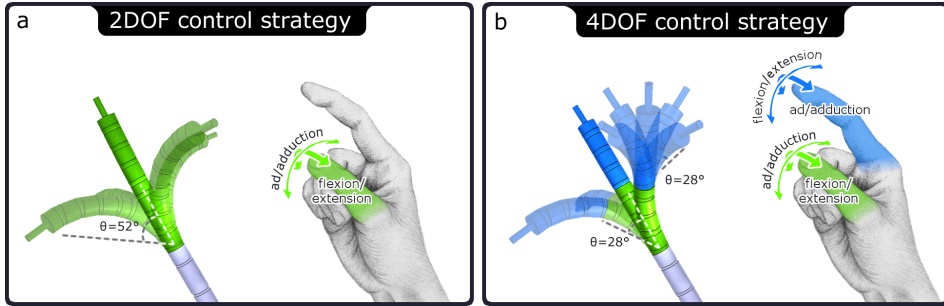 a
2DOF control strategy
θ=52°
ad/adduction
flexion/
extension
b
4DOF control strategy
θ=28°
θ=28°
flexion/extension
ad/adduction
ad/adduction
flexion/
extension